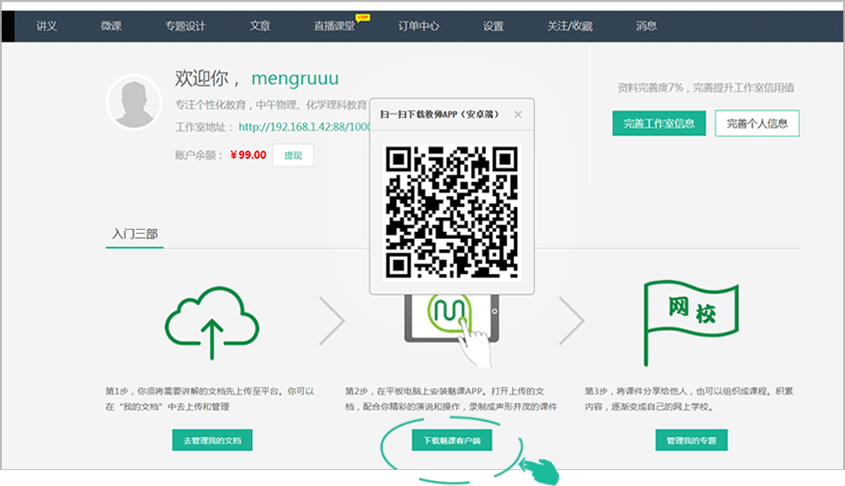 讲义 微课 专题设计 文章 直播课堂 订单中心 设置 关注/收藏 消息
欢迎你， mengruuu
专注个性化教育，中午物理、化学理科教育
工作室地址： http://192.168.1.42:88/1000
账户余额： ￥99.00 提现
扫一扫下载教师APP（安卓端） ×
资料完善度7%，完善提升工作室信用值
完善工作室信息 完善个人信息
入门三部
网校
第1步，你须将需要讲解的文档先上传至平台。你可以
在“我的文档”中去上传和管理
去管理我的文档
第2步，在平板电脑上安装魅课APP。打开上传的文
档，配合你精彩的演说和操作，录制成声形并茂的课件
下载魅课客户端
第3步，将课件分享给他人，也可以组织成课程。积累
内容，逐渐变成自己的网上学校。
管理我的专题